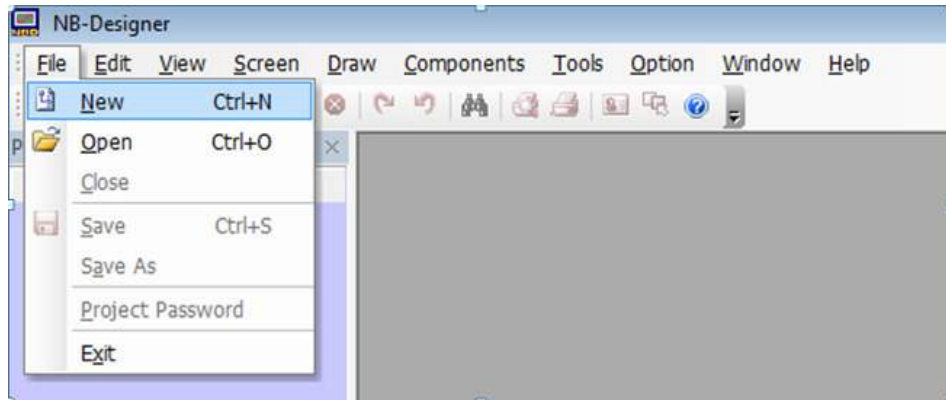 NB-Designer
File Edit View Screen Draw Components Tools Option Window Help
New Ctrl+N
Open Ctrl+O
Close
Save Ctrl+S
Save As
Project Password
Exit